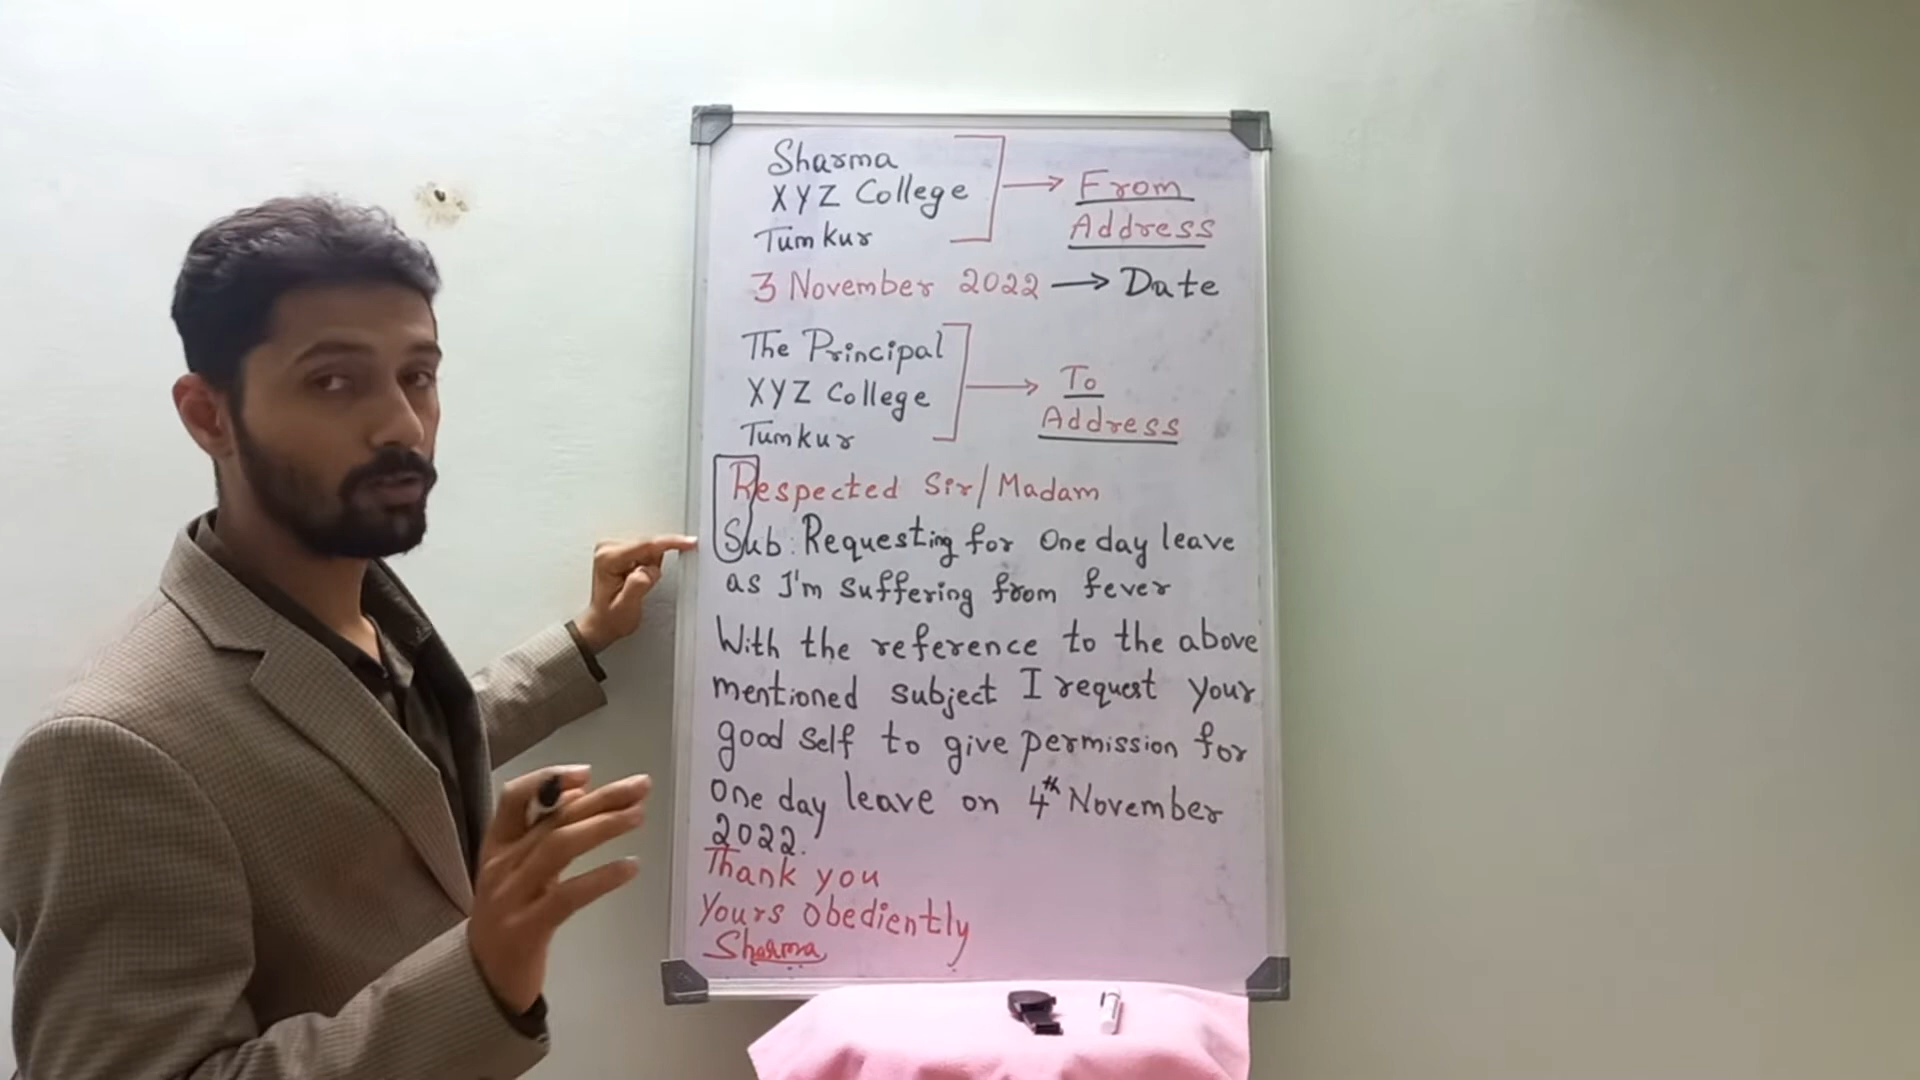 Sharma
XYZ College
Tumkur
From
Address
3 November 2022 → Date
The Principal
XYZ College
Tumkur
To
Address
Respected Sir/Madam
Sub: Requesting for One day leave
as I'm suffering from fever
With the reference to the above
mentioned subject I request your
good self to give permission for
one day leave on 4th November
2022.
Thank you
Yours obediently
Sharma